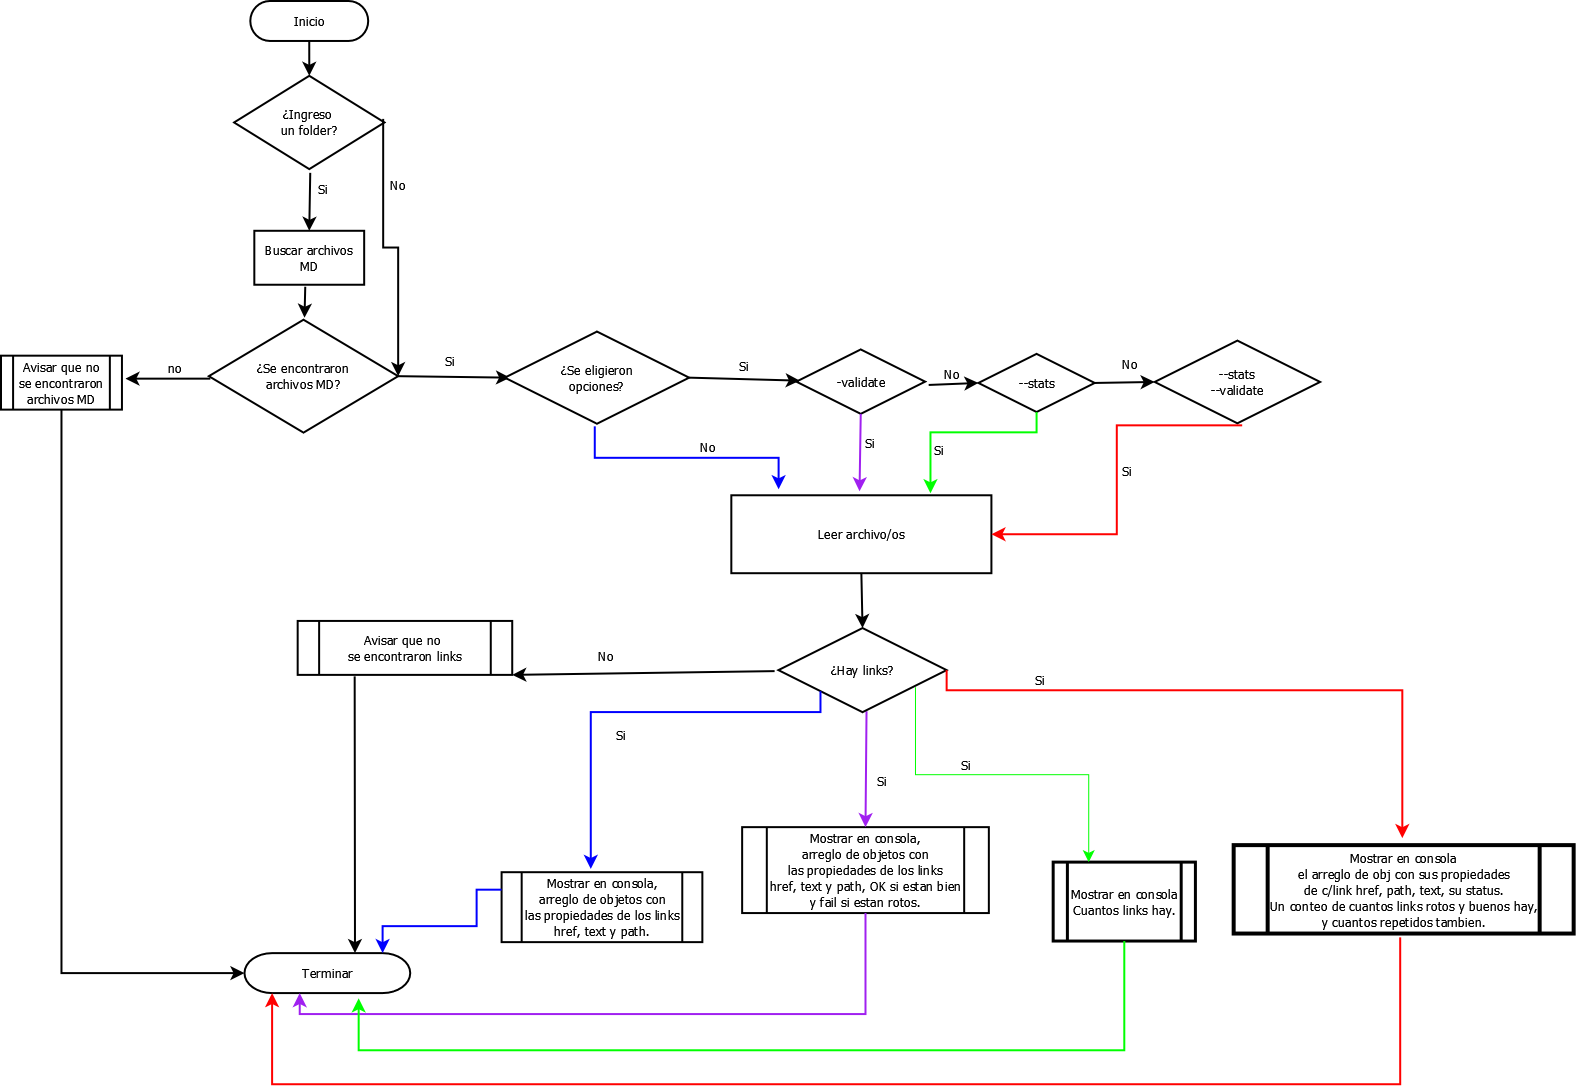 Inicio
¿Ingreso
un folder?
Si
No
Buscar archivos
MD
¿Se encontraron
archivos MD?
no
Avisar que no
se encontraron
archivos MD
Si
¿Se eligieron
opciones?
Si
-validate
No
--stats
No
--stats
--validate
No
Si
Si
Si
Leer archivo/os
¿Hay links?
No
Avisar que no
se encontraron links
Si
Si
Si
Si
Mostrar en consola,
arreglo de objetos con
las propiedades de los links
href, text y path.
Mostrar en consola,
arreglo de objetos con
las propiedades de los links
href, text y path, OK si estan bien
y fail si estan rotos.
Mostrar en consola
Cuantos links hay.
Mostrar en consola
el arreglo de obj con sus propiedades
de c/link href, path, text, su status.
Un conteo de cuantos links rotos y buenos hay,
y cuantos repetidos tambien.
Terminar